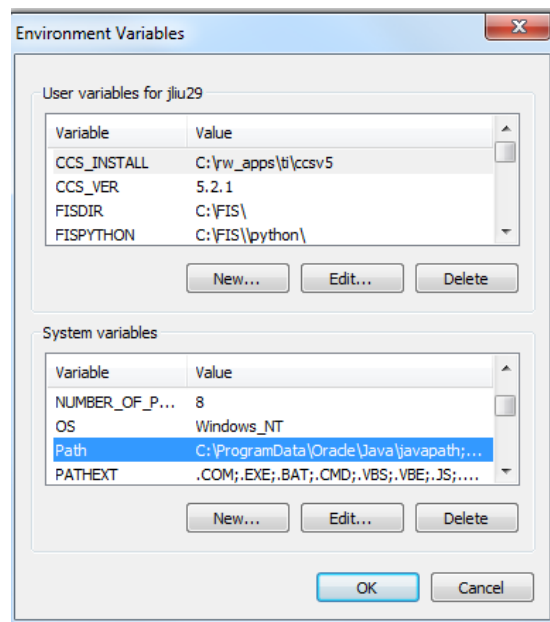 Environment Variables
User variables for jliu29
Variable Value
CCS_INSTALL C:\rw_apps\ti\ccsv5
CCS_VER 5.2.1
FISDIR C:\FIS\
FISPYTHON C:\FIS\\python\
New... Edit... Delete
System variables
Variable Value
NUMBER_OF_P... 8
OS Windows_NT
Path C:\ProgramData\Oracle\Java\javapath;...
PATHEXT .COM;.EXE;.BAT;.CMD;.VBS;.VBE;.JS;....
New... Edit... Delete
OK Cancel